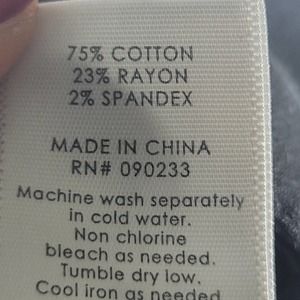 75% COTTON
23% RAYON
2% SPANDEX
MADE IN CHINA
RN# 090233
Machine wash separately
in cold water.
Non chlorine
bleach as needed.
Tumble dry low.
Cool iron as needed